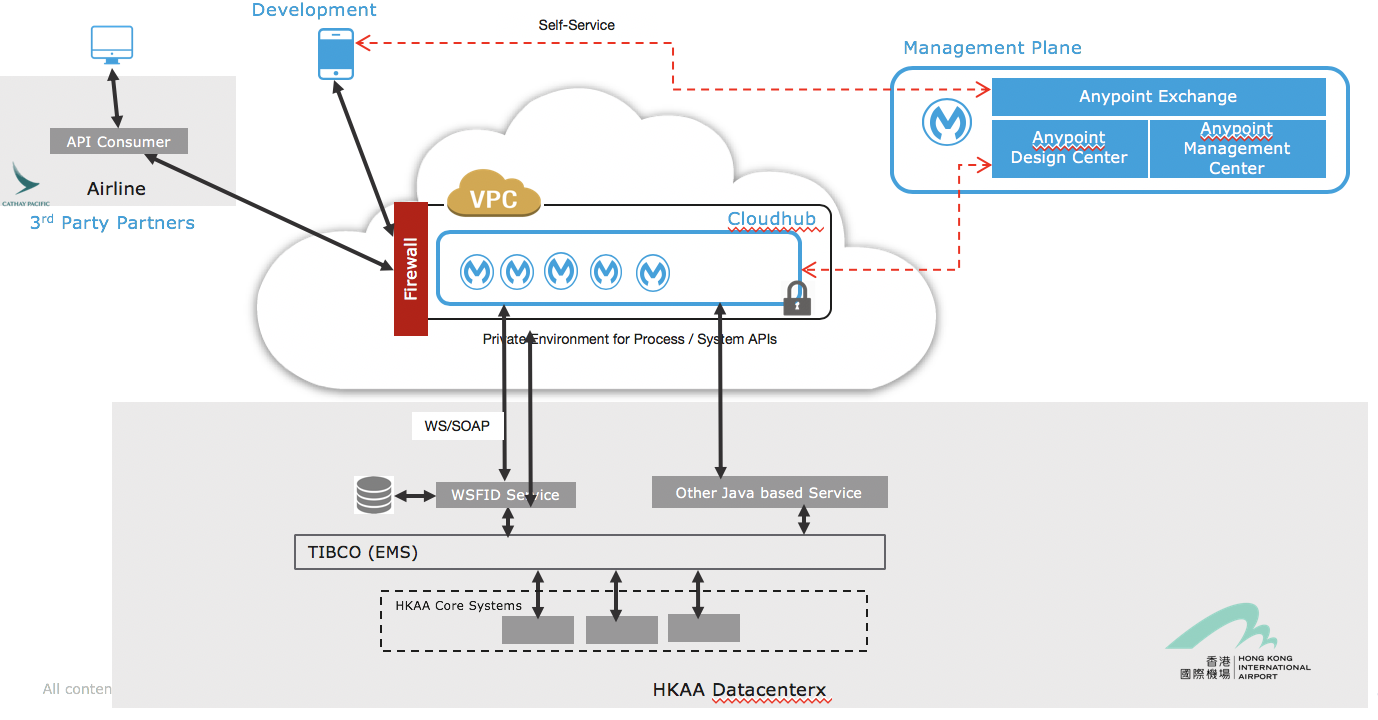 Development
Self-Service
Management Plane
Anypoint Exchange
Anypoint
Design Center
Anypoint
Management
Center
API Consumer
Airline
CATHAY PACIFIC
3rd Party Partners
VPC
Cloudhub
Firewall
Private Environment for Process / System APIs
WS/SOAP
WSFID Service
Other Java based Service
TIBCO (EMS)
HKAA Core Systems
香港
國際機場
HONG KONG
INTERNATIONAL
AIRPORT
All conten
HKAA Datacenterx